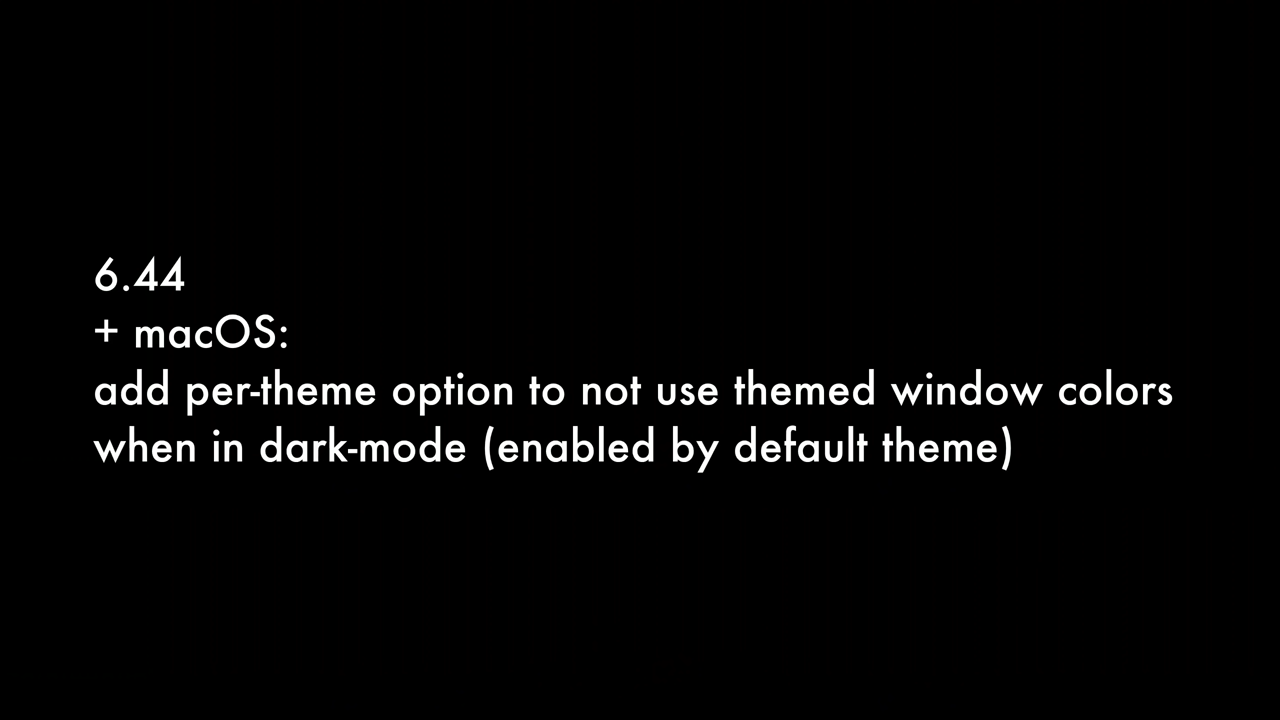 6.44
+ macOS:
add per-theme option to not use themed window colors
when in dark-mode (enabled by default theme)